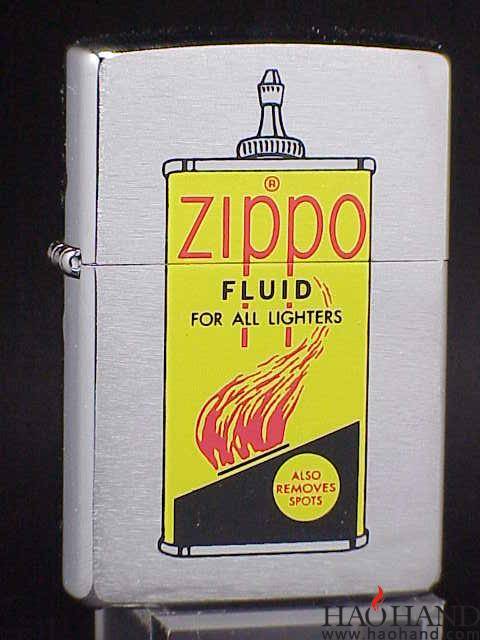 ®
ZIPPO
FLUID
FOR ALL LIGHTERS
ALSO
REMOVES
SPOTS
HAOHAND
www.haohand.com